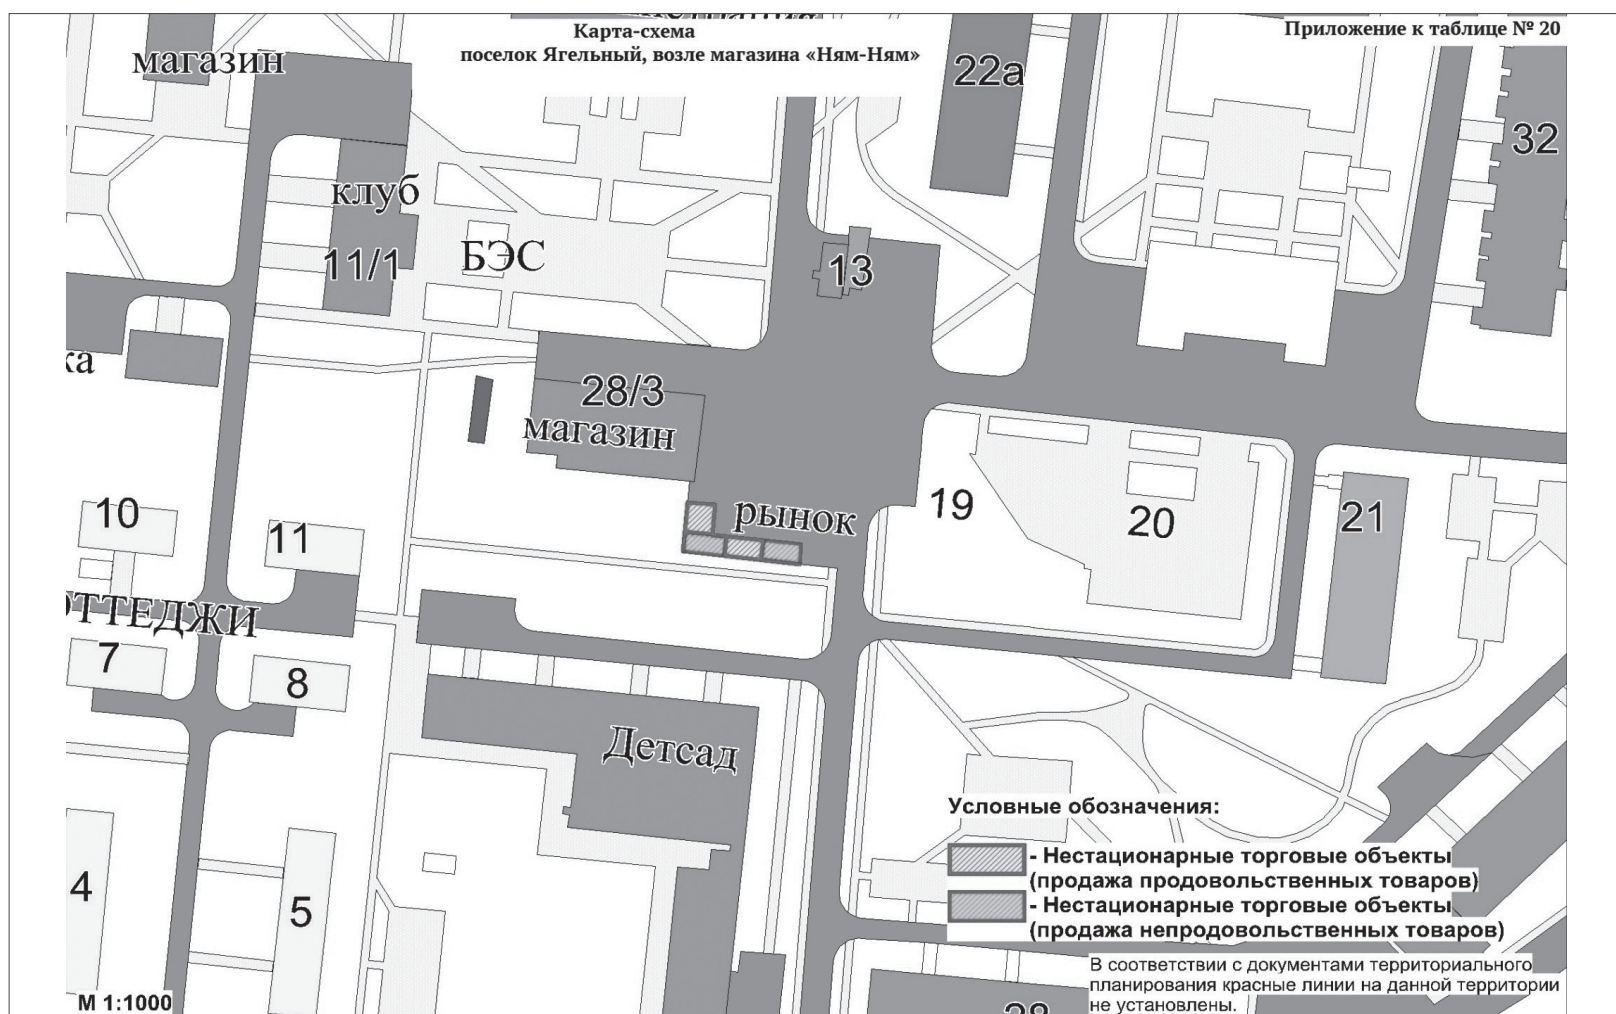 Приложение к таблице № 20
Карта-схема
поселок Ягельный, возле магазина «Ням-Ням»
магазин
22а
32
клуб
11/1
БЭС
13
28/3
магазин
10
11
рынок
19
20
21
7
8
Детсад
4
5
Условные обозначения:
- Нестационарные торговые объекты
(продажа продовольственных товаров)
- Нестационарные торговые объекты
(продажа непродовольственных товаров)
В соответствии с документами территориального
планирования красные линии на данной территории
не установлены.
М 1:1000